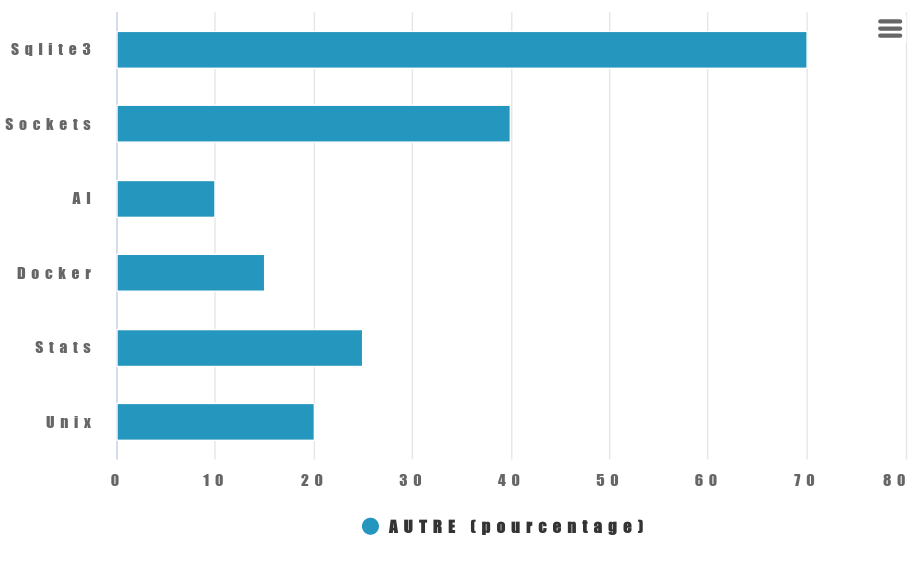 Sqlite3
Sockets
AI
Docker
Stats
Unix
0 10 20 30 40 50 60 70 80
AUTRE (pourcentage)